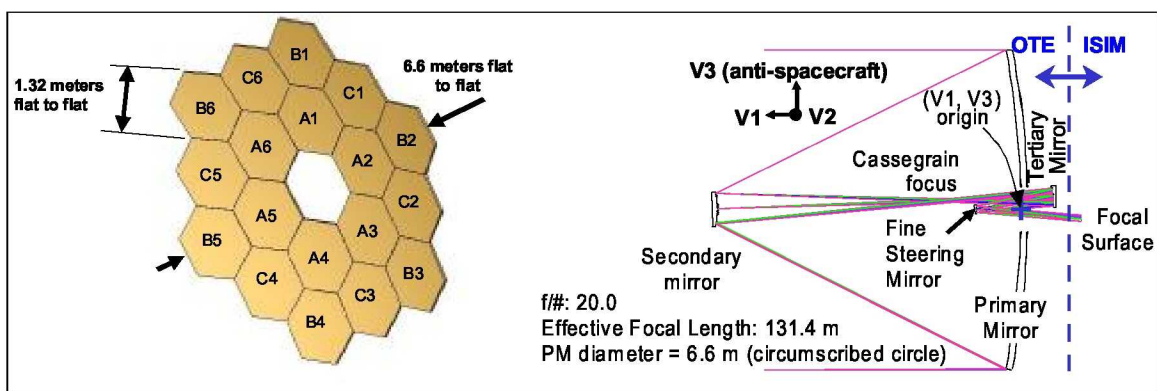 1.32 meters
flat to flat
6.6 meters flat
to flat
B1
C6
C1
B6
A1
B2
A6
A2
C5
C2
A5
A3
B5
A4
B3
C4
C3
B4
OTE
ISIM
V3 (anti-spacecraft)
V1
V2
(V1, V3)
origin
Tertiary
Mirror
Cassegrain
focus
Secondary
mirror
Fine
Steering
Mirror
Focal
Surface
Primary
Mirror
f/#: 20.0
Effective Focal Length: 131.4 m
PM diameter = 6.6 m (circumscribed circle)